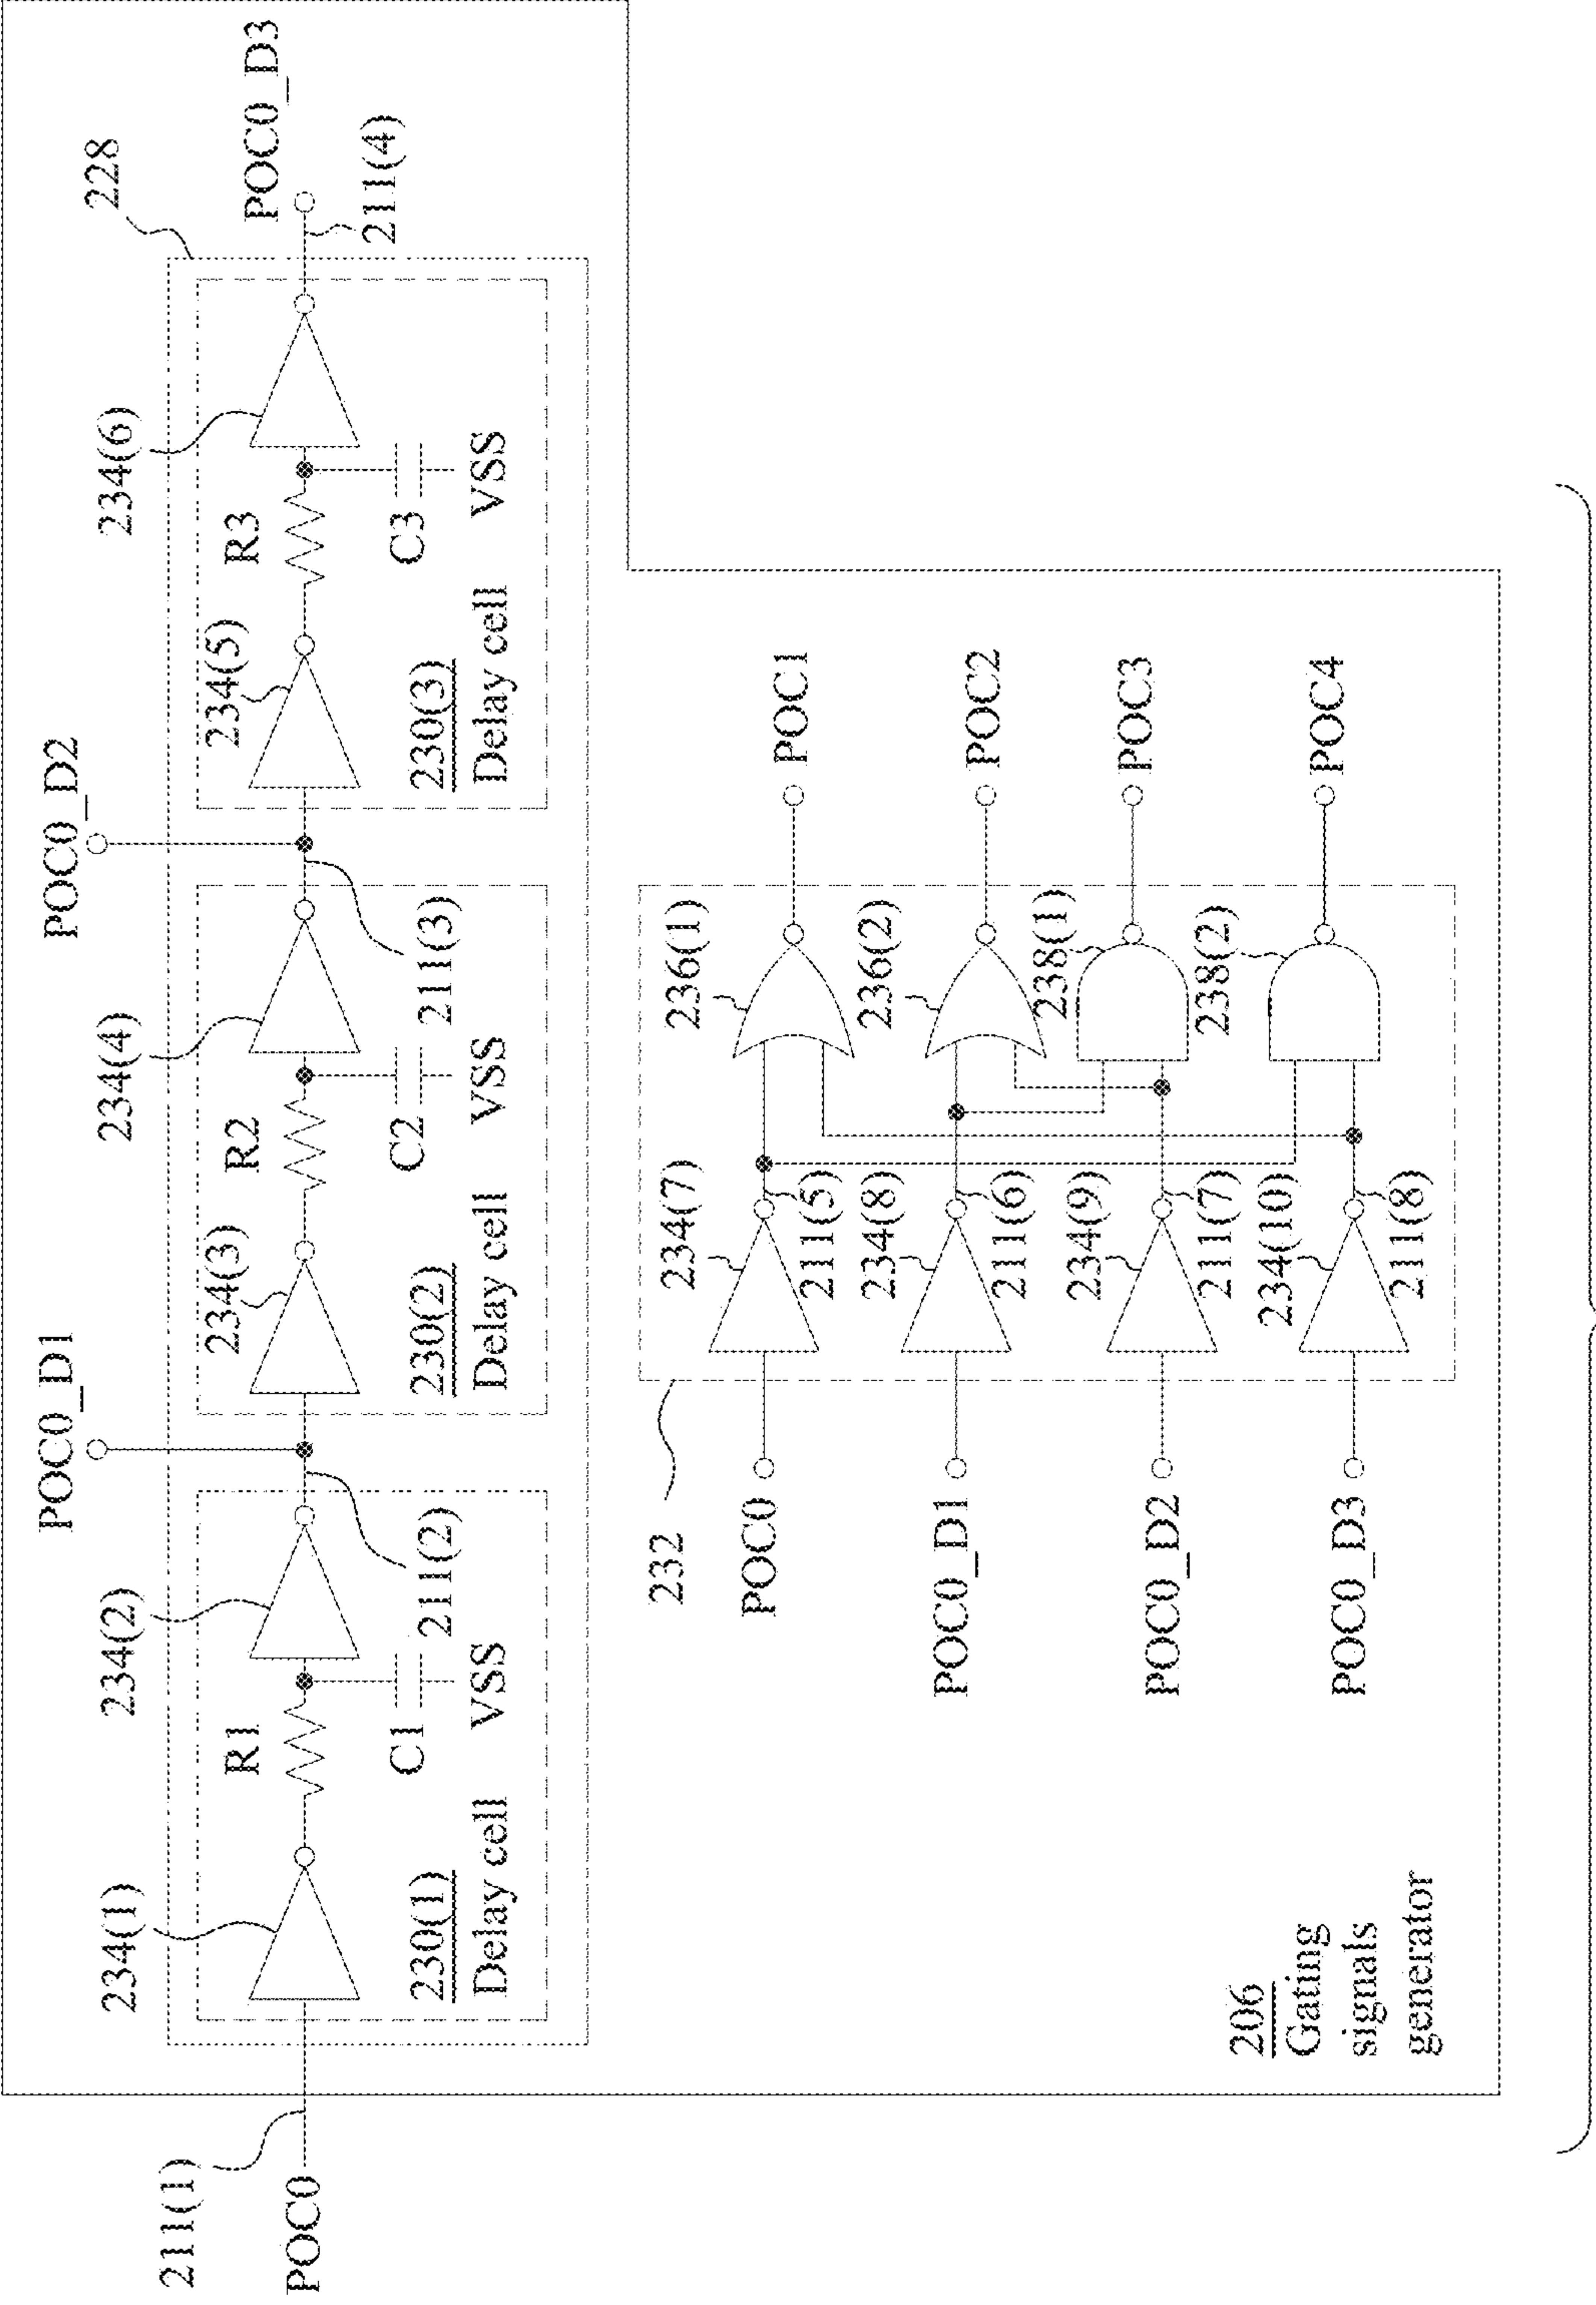 211(1)
POC0
234(1)
R1
234(2)
C1
VSS
230(1)
Delay cell
211(2)
POC0_D1
234(3)
R2
234(4)
C2
VSS
230(2)
Delay cell
211(3)
POC0_D2
234(5)
R3
234(6)
C3
VSS
230(3)
Delay cell
228
POC0_D3
211(4)
232
POC0
234(7)
211(5)
236(1)
POC1
POC0_D1
234(8)
211(6)
236(2)
POC2
POC0_D2
234(9)
211(7)
238(1)
POC3
POC0_D3
234(10)
211(8)
238(2)
POC4
206
Gating
signals
generator